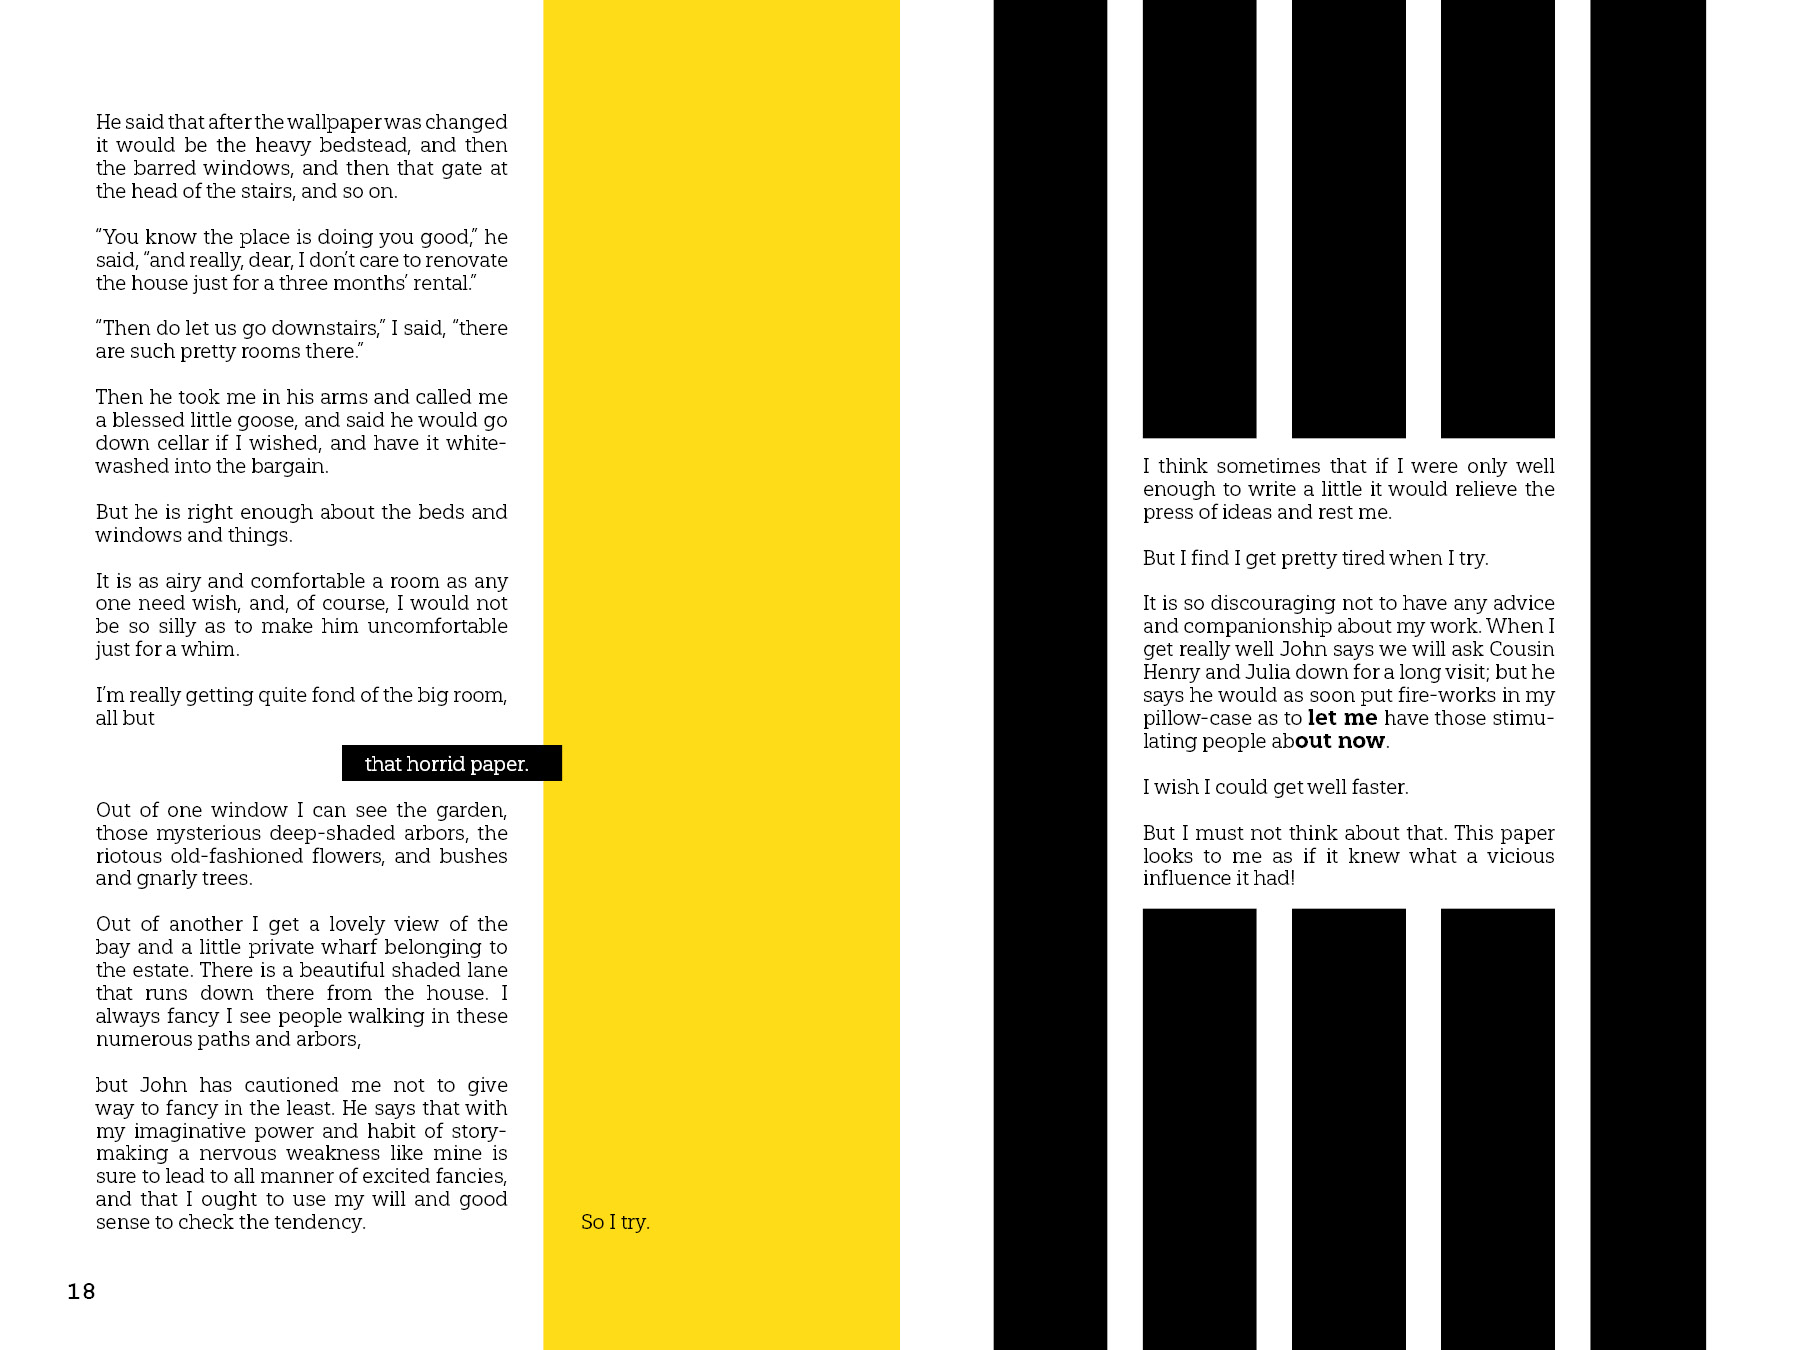 He said that after the wallpaper was changed
it would be the heavy bedstead, and then
the barred windows, and then that gate at
the head of the stairs, and so on.
“You know the place is doing you good,” he
said, “and really, dear, I don’t care to renovate
the house just for a three months’ rental.”
“Then do let us go downstairs,” I said, “there
are such pretty rooms there.”
Then he took me in his arms and called me
a blessed little goose, and said he would go
down cellar if I wished, and have it white-
washed into the bargain.
But he is right enough about the beds and
windows and things.
It is as airy and comfortable a room as any
one need wish, and, of course, I would not
be so silly as to make him uncomfortable
just for a whim.
I’m really getting quite fond of the big room,
all but
that horrid paper.
Out of one window I can see the garden,
those mysterious deep-shaded arbors, the
riotous old-fashioned flowers, and bushes
and gnarly trees.
Out of another I get a lovely view of the
bay and a little private wharf belonging to
the estate. There is a beautiful shaded lane
that runs down there from the house. I
always fancy I see people walking in these
numerous paths and arbors,
but John has cautioned me not to give
way to fancy in the least. He says that with
my imaginative power and habit of story-
making a nervous weakness like mine is
sure to lead to all manner of excited fancies,
and that I ought to use my will and good
sense to check the tendency.
So I try.
18
I think sometimes that if I were only well
enough to write a little it would relieve the
press of ideas and rest me.
But I find I get pretty tired when I try.
It is so discouraging not to have any advice
and companionship about my work. When I
get really well John says we will ask Cousin
Henry and Julia down for a long visit; but he
says he would as soon put fire-works in my
pillow-case as to let me have those stimu-
lating people about now.
I wish I could get well faster.
But I must not think about that. This paper
looks to me as if it knew what a vicious
influence it had!